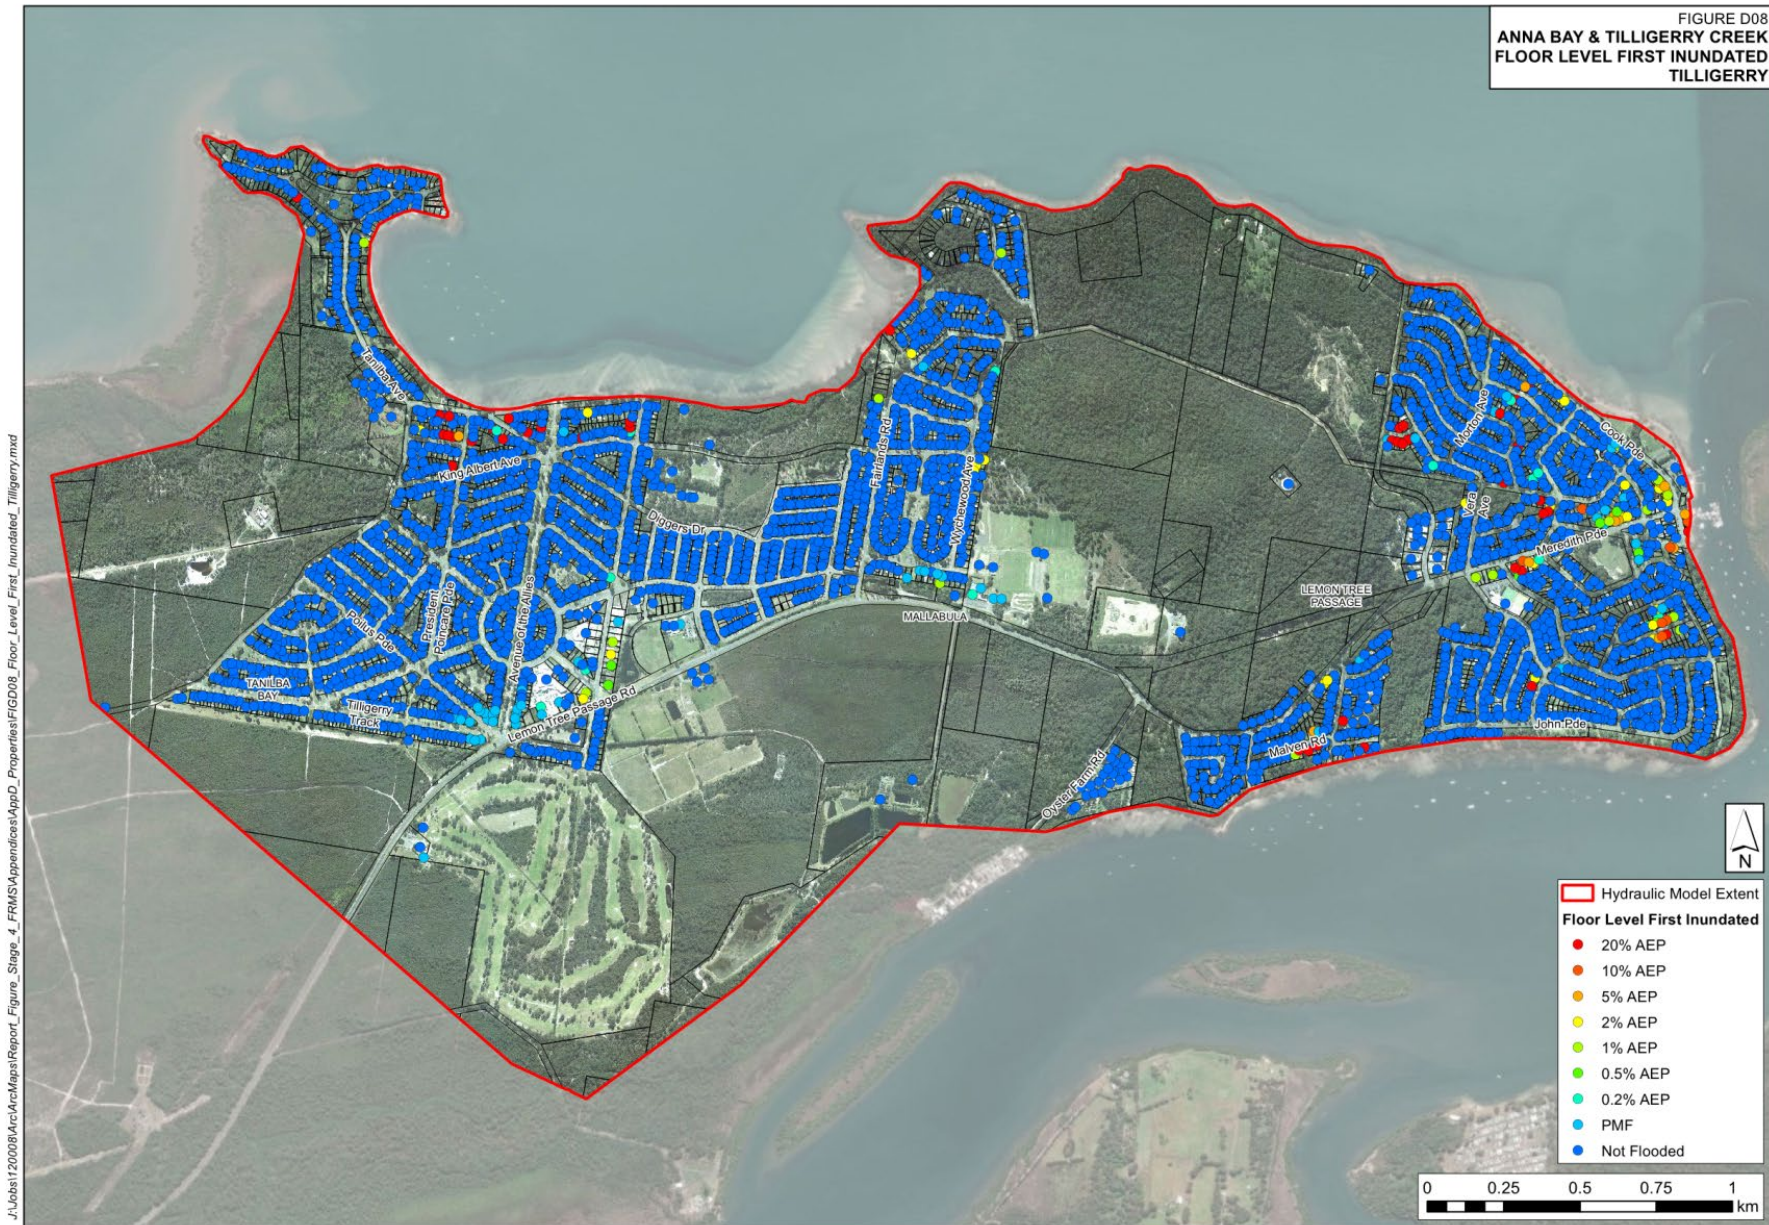 FIGURE D08
ANNA BAY & TILLIGERRY CREEK
FLOOR LEVEL FIRST INUNDATED
TILLIGERRY
Tanilba Ave
King Albert Ave
Diggers Dr
Fairlands Rd
Wychewood Ave
Morton Ave
Cook Pde
Vera
Ave
Meredith Pde
LEMON TREE
PASSAGE
MALLABULA
President
Poincare Pde
Avenue of the Allies
Pollus Pde
TANILBA
BAY
Tilligerry
Track
Lemon Tree Passage Rd
Oyster Farm Rd
Malven Rd
John Pde
N
Hydraulic Model Extent
Floor Level First Inundated
20% AEP
10% AEP
5% AEP
2% AEP
1% AEP
0.5% AEP
0.2% AEP
PMF
Not Flooded
0 0.25 0.5 0.75 1
km
J:\Jobs\120008\Arc\ArcMaps\Report_Figure_Stage_4_FRMS\Appendices\AppD_Properties\FIGD08_Floor_Level_First_Inundated_Tilligerry.mxd